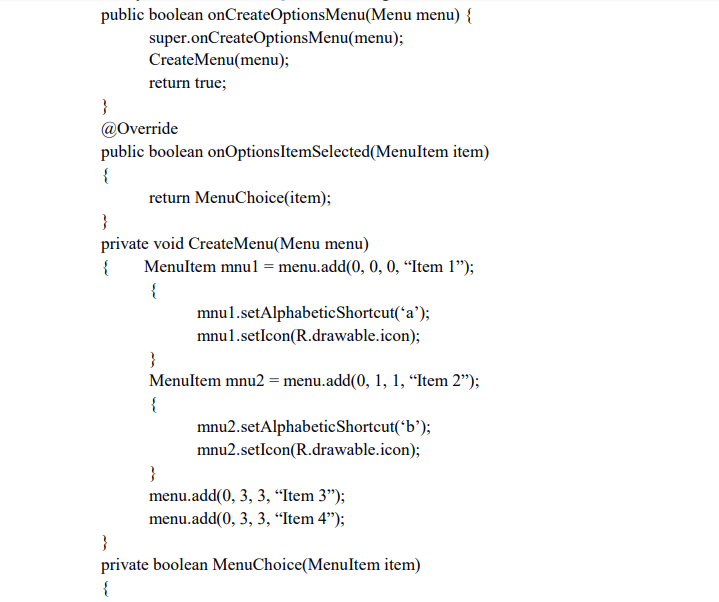 public boolean onCreateOptionsMenu(Menu menu) {
super.onCreateOptionsMenu(menu);
CreateMenu(menu);
return true;
}
@Override
public boolean onOptionsItemSelected(MenuItem item)
{
return MenuChoice(item);
}
private void CreateMenu(Menu menu)
{ MenuItem mnu1 = menu.add(0, 0, 0, “Item 1”);
{
mnu1.setAlphabeticShortcut(‘a’);
mnu1.setIcon(R.drawable.icon);
}
MenuItem mnu2 = menu.add(0, 1, 1, “Item 2”);
{
mnu2.setAlphabeticShortcut(‘b’);
mnu2.setIcon(R.drawable.icon);
}
menu.add(0, 3, 3, “Item 3”);
menu.add(0, 3, 3, “Item 4”);
}
private boolean MenuChoice(MenuItem item)
{